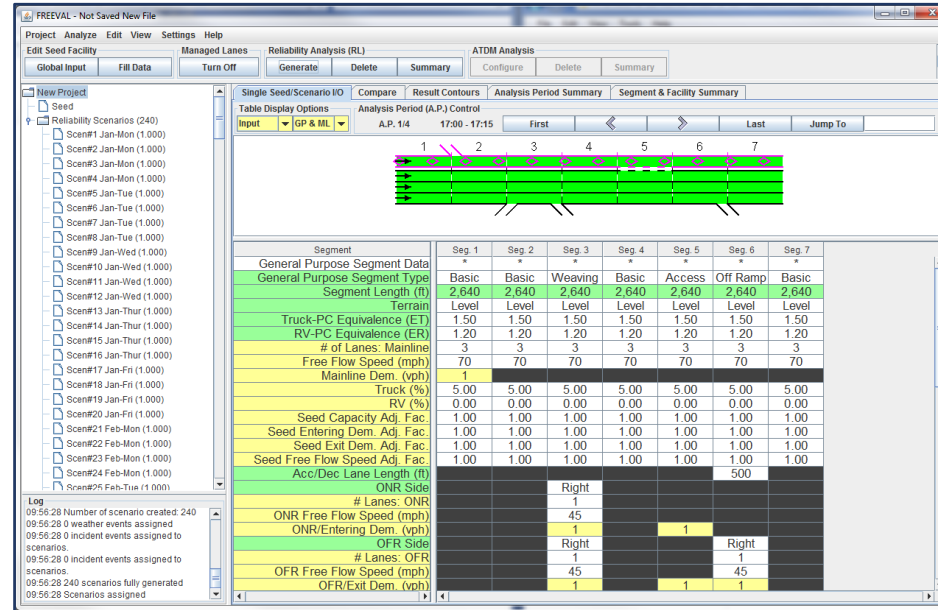 FREEVAL - Not Saved New File
Project Analyze Edit View Settings Help
Edit Seed Facility Managed Lanes Reliability Analysis (RL) ATDM Analysis
Global Input Fill Data Turn Off Generate Delete Summary Configure Delete Summary
New Project
Seed
Reliability Scenarios (240)
Scen#1 Jan-Mon (1.000)
Scen#2 Jan-Mon (1.000)
Scen#3 Jan-Mon (1.000)
Scen#4 Jan-Mon (1.000)
Scen#5 Jan-Tue (1.000)
Scen#6 Jan-Tue (1.000)
Scen#7 Jan-Tue (1.000)
Scen#8 Jan-Tue (1.000)
Scen#9 Jan-Wed (1.000)
Scen#10 Jan-Wed (1.000)
Scen#11 Jan-Wed (1.000)
Scen#12 Jan-Wed (1.000)
Scen#13 Jan-Thur (1.000)
Scen#14 Jan-Thur (1.000)
Scen#15 Jan-Thur (1.000)
Scen#16 Jan-Thur (1.000)
Scen#17 Jan-Fri (1.000)
Scen#18 Jan-Fri (1.000)
Scen#19 Jan-Fri (1.000)
Scen#20 Jan-Fri (1.000)
Scen#21 Feb-Mon (1.000)
Scen#22 Feb-Mon (1.000)
Scen#23 Feb-Mon (1.000)
Scen#24 Feb-Mon (1.000)
Scen#25 Feb-Tue (1.000)
Log
09:56:28 Number of scenario created: 240
09:56:28 0 weather events assigned
09:56:28 0 incident events assigned to
scenarios.
09:56:28 0 incident events assigned to
scenarios.
09:56:28 240 scenarios fully generated
09:56:28 Scenarios assigned
Single Seed/Scenario I/O Compare Result Contours Analysis Period Summary Segment & Facility Summary
Table Display Options Analysis Period (A.P.) Control
Input GP & ML A.P. 1/4 17:00 - 17:15 First Last Jump To
1 2 3 4 5 6 7
Segment Seg. 1 Seg. 2 Seg. 3 Seg. 4 Seg. 5 Seg. 6 Seg. 7
General Purpose Segment Data * * * * * * *
General Purpose Segment Type Basic Basic Weaving Basic Access Off Ramp Basic
Segment Length (ft) 2,640 2,640 2,640 2,640 2,640 2,640 2,640
Terrain Level Level Level Level Level Level Level
Truck-PC Equivalence (ET) 1.50 1.50 1.50 1.50 1.50 1.50 1.50
RV-PC Equivalence (ER) 1.20 1.20 1.20 1.20 1.20 1.20 1.20
# of Lanes: Mainline 3 3 3 3 3 3 3
Free Flow Speed (mph) 70 70 70 70 70 70 70
Mainline Dem. (vph) 1
Truck (%) 5.00 5.00 5.00 5.00 5.00 5.00 5.00
RV (%) 0.00 0.00 0.00 0.00 0.00 0.00 0.00
Seed Capacity Adj. Fac. 1.00 1.00 1.00 1.00 1.00 1.00 1.00
Seed Entering Dem. Adj. Fac. 1.00 1.00 1.00 1.00 1.00 1.00 1.00
Seed Exit Dem. Adj. Fac. 1.00 1.00 1.00 1.00 1.00 1.00 1.00
Seed Free Flow Speed Adj. Fac. 1.00 1.00 1.00 1.00 1.00 1.00 1.00
Acc/Dec Lane Length (ft) 500
ONR Side Right
# Lanes: ONR 1
ONR Free Flow Speed (mph) 45
ONR/Entering Dem. (vph) 1 1
OFR Side Right Right
# Lanes: OFR 1 1
OFR Free Flow Speed (mph) 45 45
OFR/Exit Dem. (vph) 1 1 1